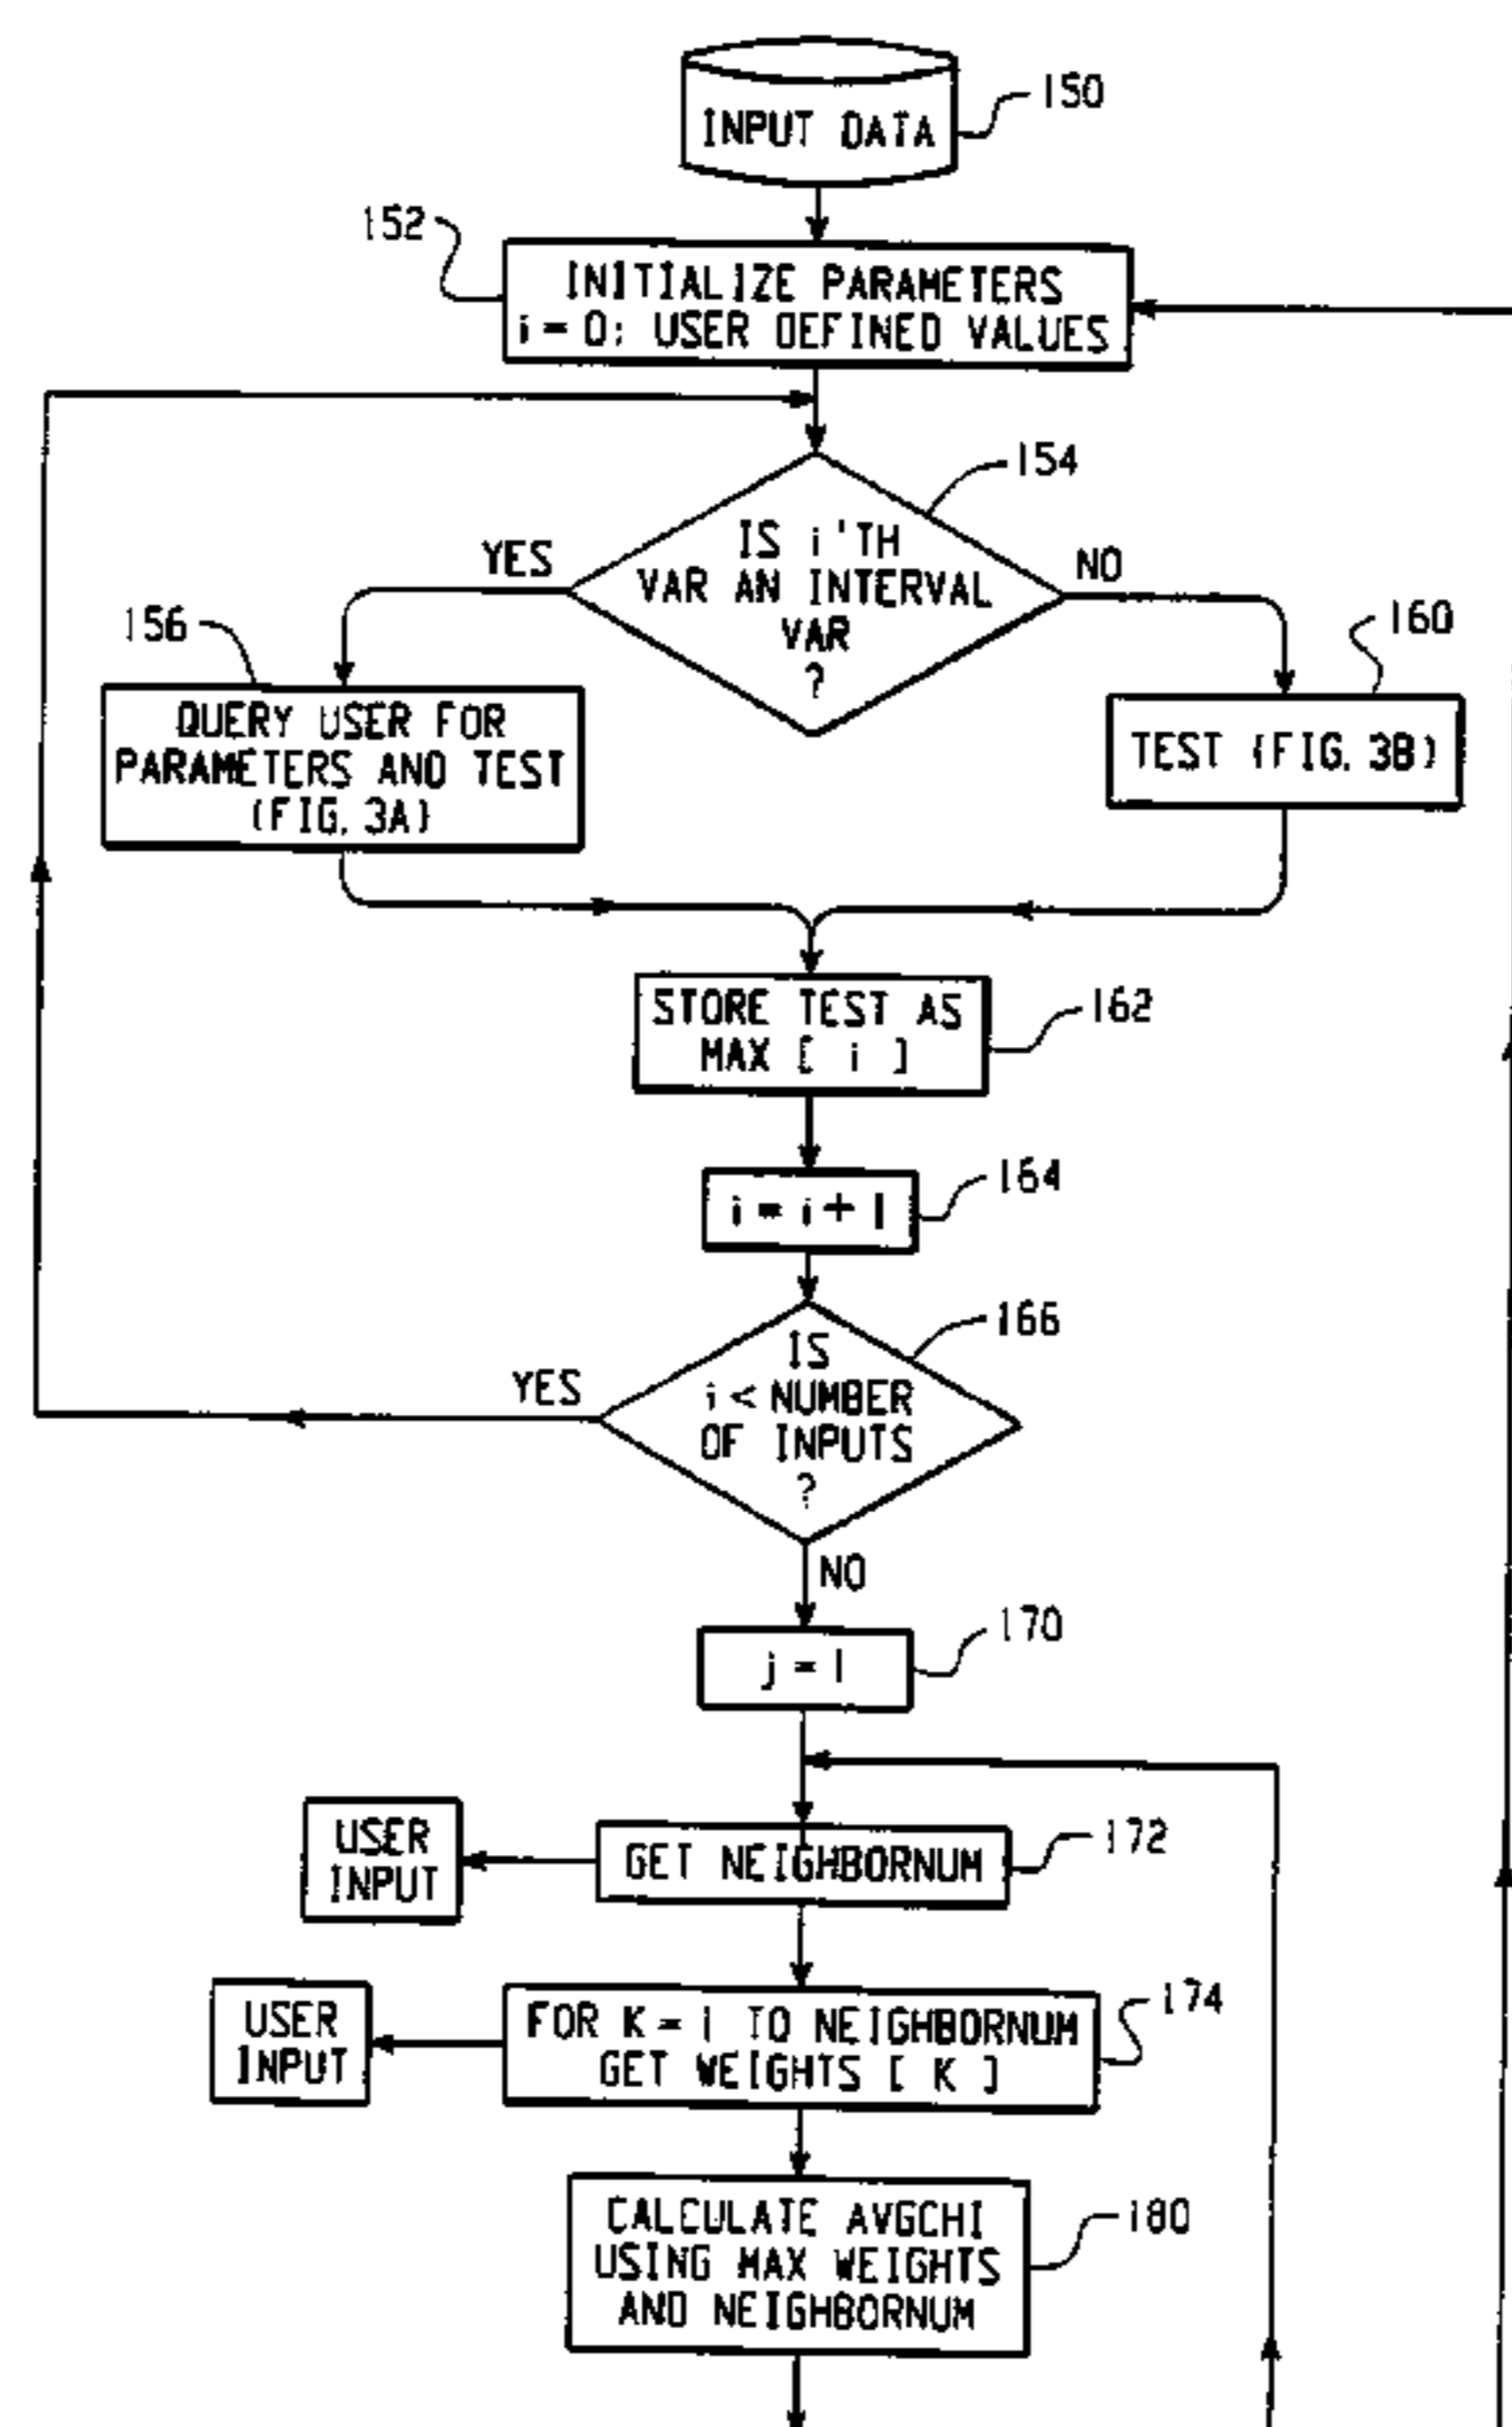 INPUT DATA
150
152
INITIALIZE PARAMETERS
i = 0; USER DEFINED VALUES
154
IS i'TH
VAR AN INTERVAL
VAR
?
YES
NO
156
QUERY USER FOR
PARAMETERS AND TEST
(FIG. 3A)
160
TEST (FIG. 3B)
STORE TEST AS
MAX [ i ]
162
i = i + 1
164
166
IS
i < NUMBER
OF INPUTS
?
YES
NO
170
j = 1
USER
INPUT
GET NEIGHBORNUM
172
USER
INPUT
FOR K = 1 TO NEIGHBORNUM
GET WEIGHTS [ K ]
174
CALCULATE AVGCHI
USING MAX WEIGHTS
AND NEIGHBORNUM
180